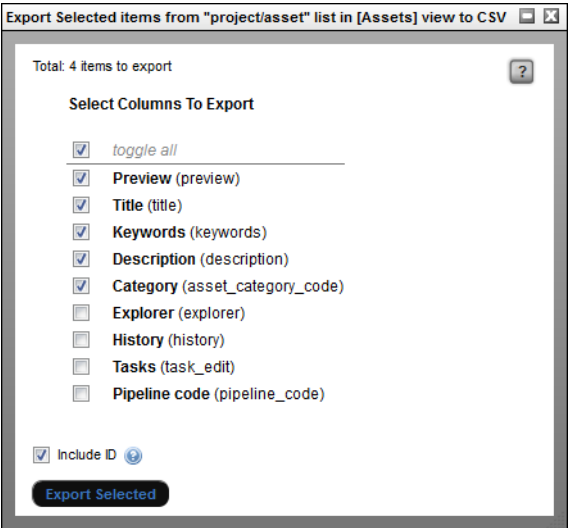 Export Selected items from "project/asset" list in [Assets] view to CSV
Total: 4 items to export
?
Select Columns To Export
toggle all
Preview (preview)
Title (title)
Keywords (keywords)
Description (description)
Category (asset_category_code)
Explorer (explorer)
History (history)
Tasks (task_edit)
Pipeline code (pipeline_code)
Include ID ?
Export Selected